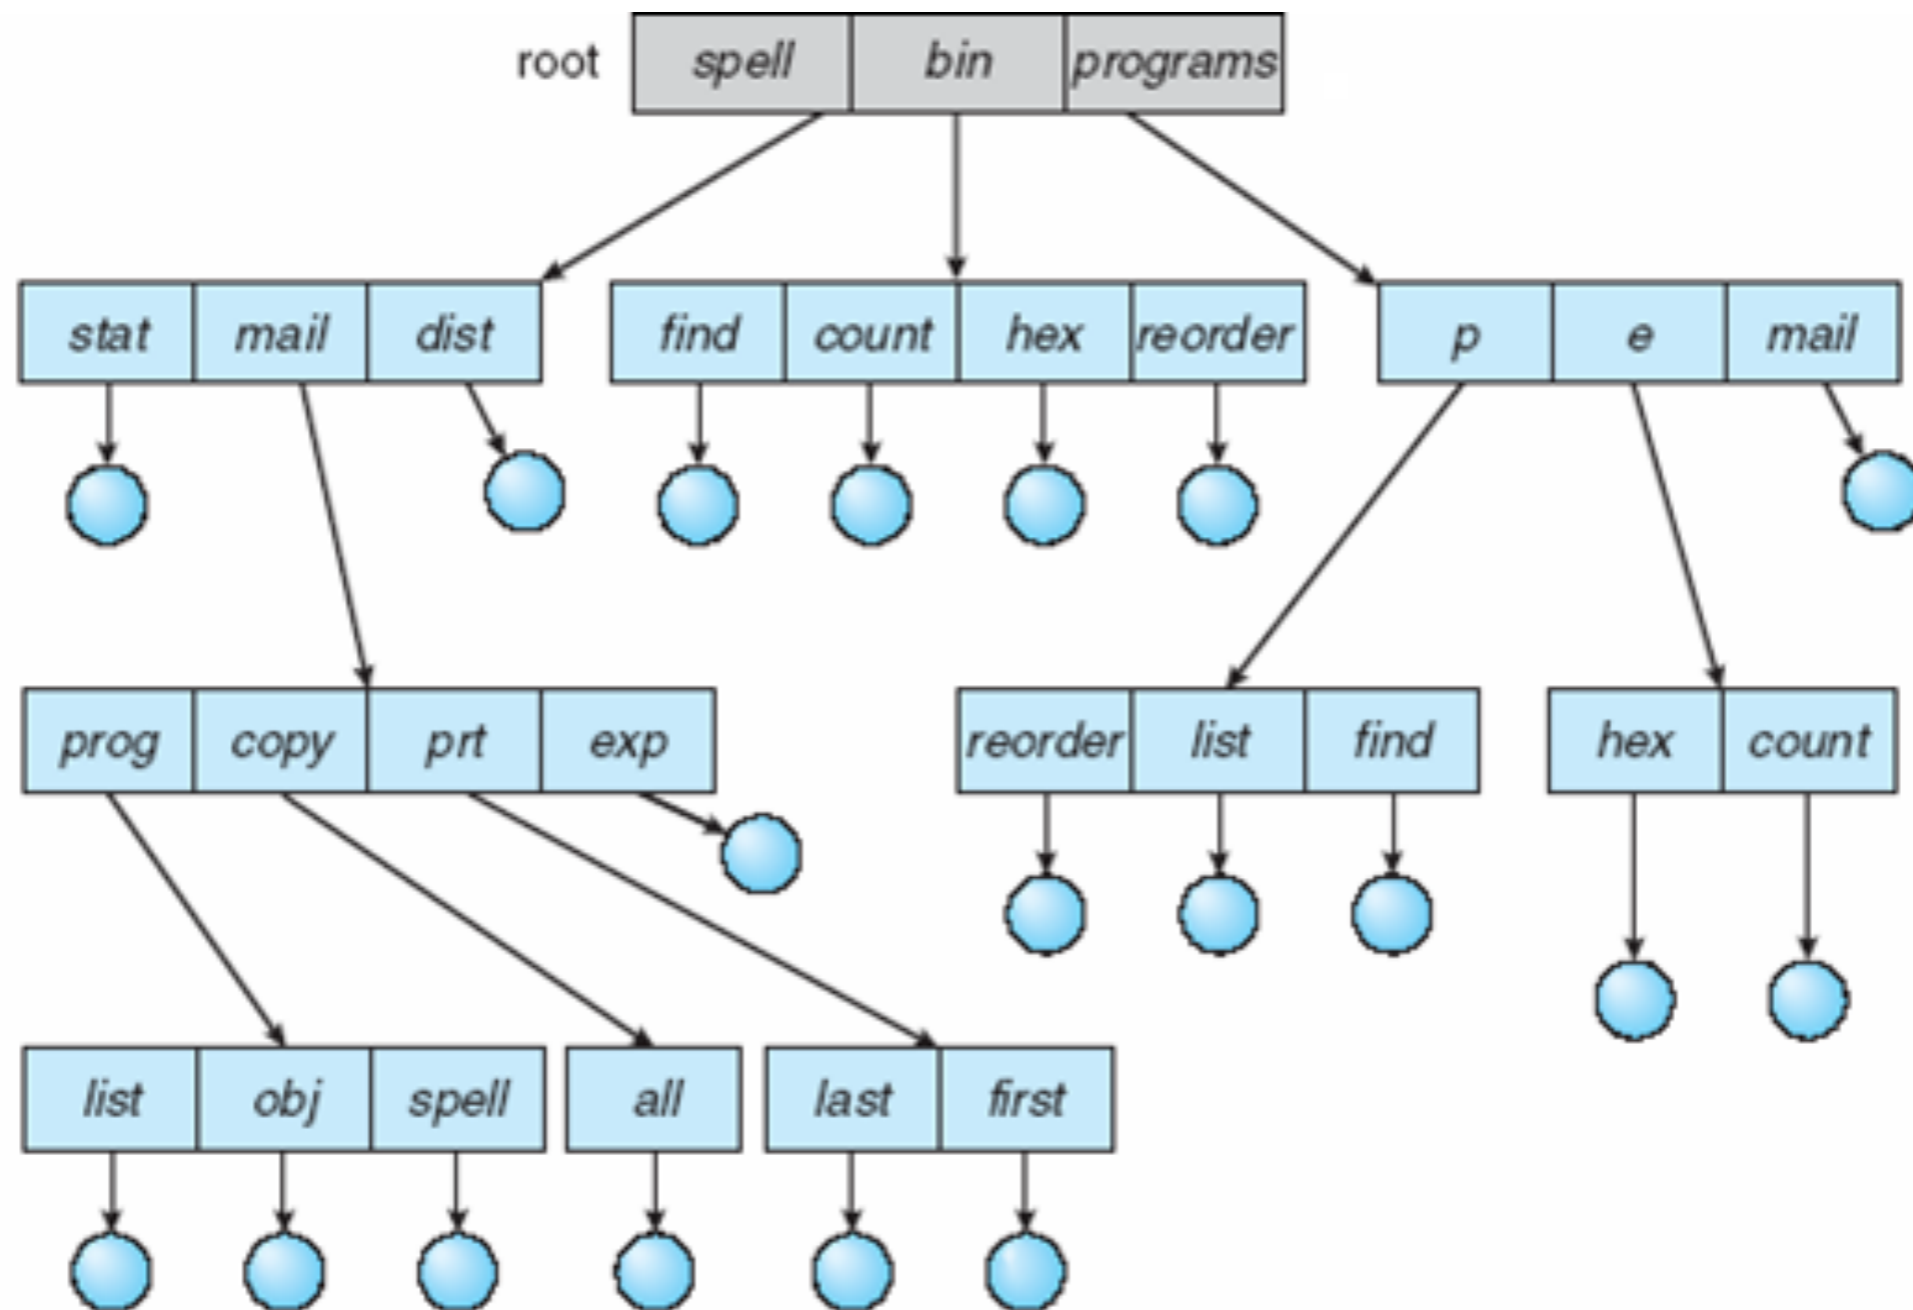 root spell bin programs
stat mail dist find count hex reorder p e mail
prog copy prt exp reorder list find hex count
list obj spell all last first